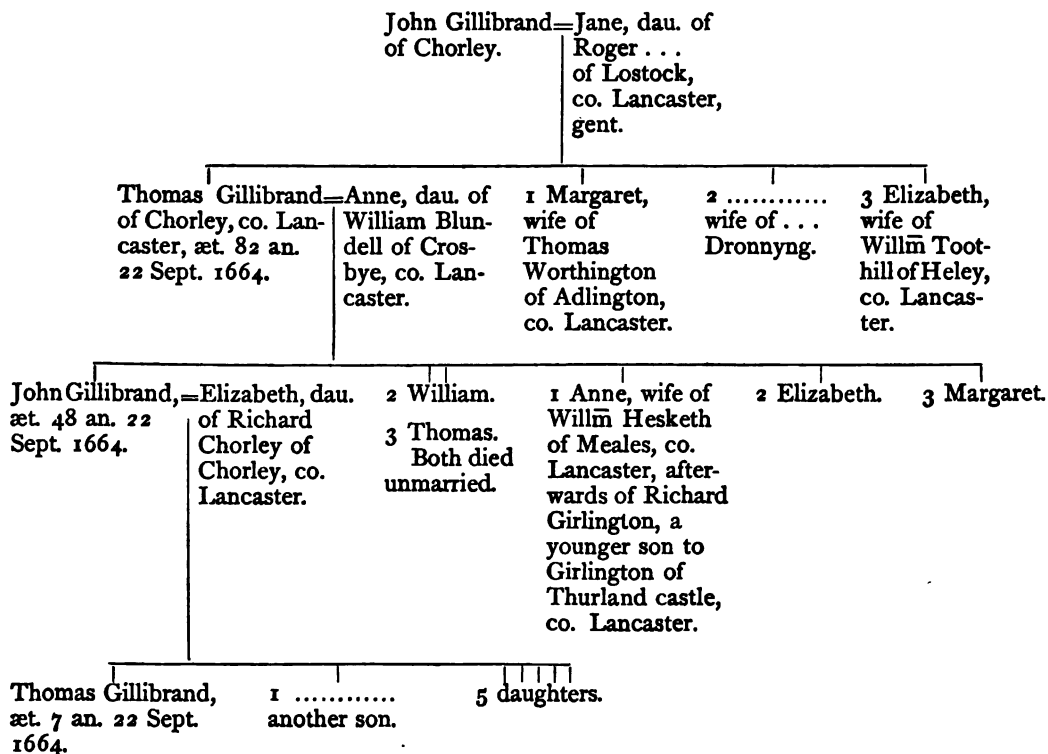 John Gillibrand=Jane, dau. of
of Chorley.
Roger . . .
of Lostock,
co. Lancaster,
gent.
Thomas Gillibrand=Anne, dau. of
of Chorley, co. Lan-
caster, æt. 82 an.
22 Sept. 1664.
William Blun-
dell of Cros-
bye, co. Lan-
caster.
1 Margaret,
wife of
Thomas
Worthington
of Adlington,
co. Lancaster.
2 ............
wife of . . .
Dronnyng.
3 Elizabeth,
wife of
Willm̄ Toot-
hill of Heley,
co. Lancas-
ter.
John Gillibrand,=Elizabeth, dau.
æt. 48 an. 22
Sept. 1664.
of Richard
Chorley of
Chorley, co.
Lancaster.
2 William.
3 Thomas.
Both died
unmarried.
1 Anne, wife of
Willm̄ Hesketh
of Meales, co.
Lancaster, after-
wards of Richard
Girlington, a
younger son to
Girlington of
Thurland castle,
co. Lancaster.
2 Elizabeth.
3 Margaret.
Thomas Gillibrand,
æt. 7 an. 22 Sept.
1664.
1 ............
another son.
5 daughters.